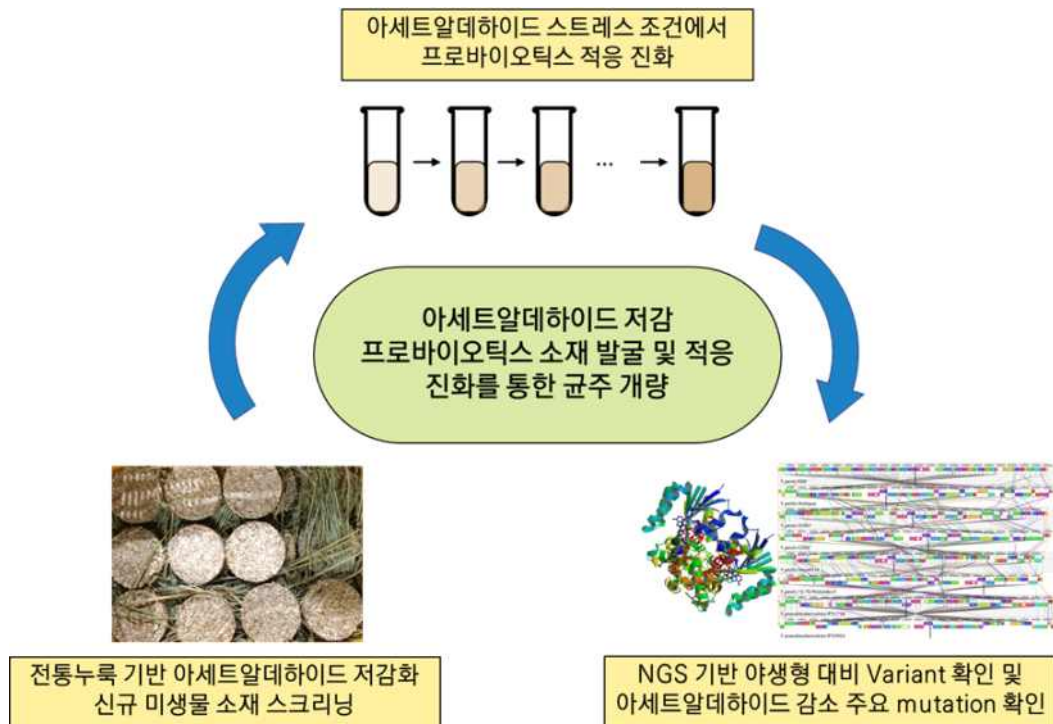 아세트알데하이드 스트레스 조건에서
프로바이오틱스 적응 진화
...
아세트알데하이드 저감
프로바이오틱스 소재 발굴 및 적응
진화를 통한 균주 개량
전통누룩 기반 아세트알데하이드 저감화
신규 미생물 소재 스크리닝
NGS 기반 야생형 대비 Variant 확인 및
아세트알데하이드 감소 주요 mutation 확인